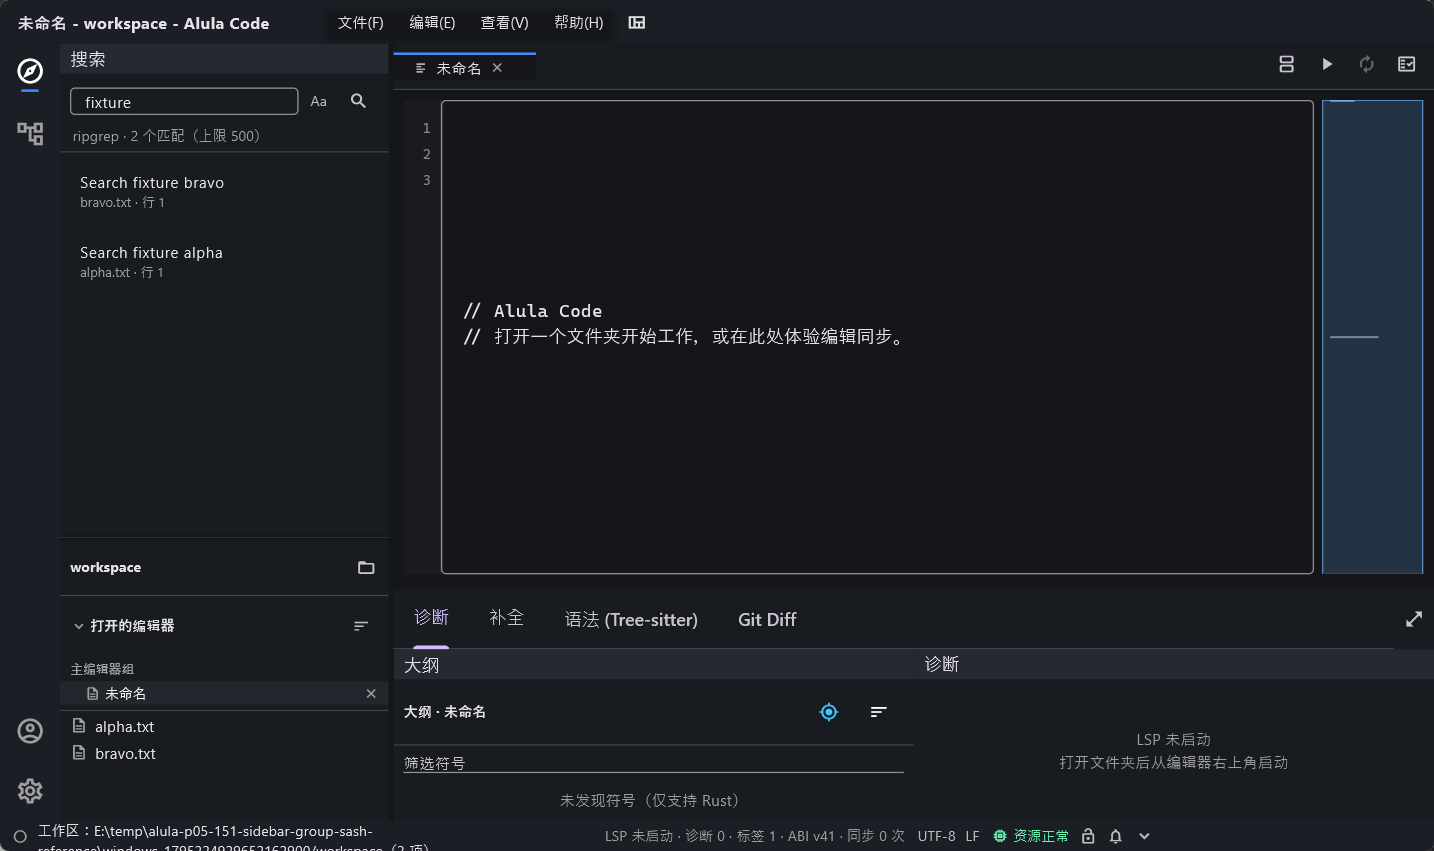 未命名 - workspace - Alula Code
文件(F) 编辑(E) 查看(V) 帮助(H)
搜索
fixture
Aa
ripgrep · 2 个匹配（上限 500）
Search fixture bravo
bravo.txt · 行 1
Search fixture alpha
alpha.txt · 行 1
workspace
打开的编辑器
主编辑器组
未命名
alpha.txt
bravo.txt
未命名
1
2
3
// Alula Code
// 打开一个文件夹开始工作, 或在此处体验编辑同步。
诊断 补全 语法 (Tree-sitter) Git Diff
大纲
大纲 · 未命名
筛选符号
未发现符号（仅支持 Rust）
诊断
LSP 未启动
打开文件夹后从编辑器右上角启动
工作区：E:\temp\alula-p05-151-sidebar-group-sash-
LSP 未启动 · 诊断 0 · 标签 1 · ABI v41 · 同步 0 次 UTF-8 LF 资源正常